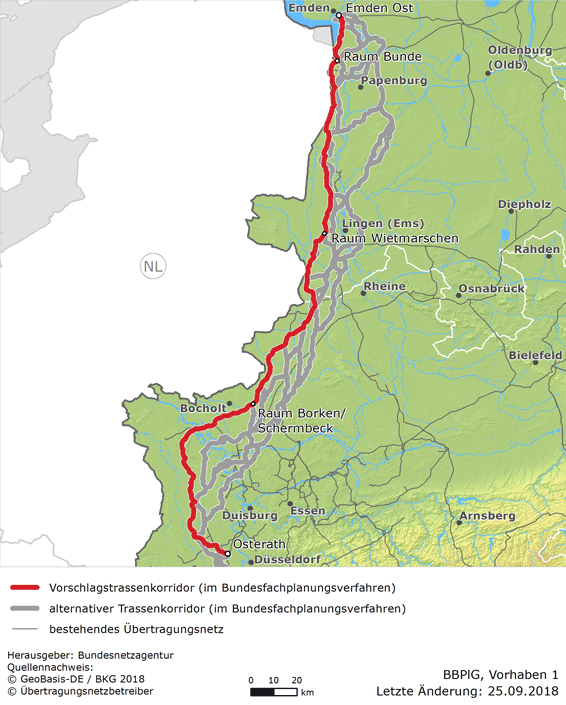 Emden
Emden Ost
Raum Bunde
Oldenburg
(Oldb)
Papenburg
Diepholz
Lingen (Ems)
Raum Wietmarschen
Rahden
NL
Rheine
Osnabrück
Bielefeld
Bocholt
Raum Borken/
Schermbeck
Duisburg
Essen
Arnsberg
Osterath
Düsseldorf
Vorschlagstrassenkorridor (im Bundesfachplanungsverfahren)
alternativer Trassenkorridor (im Bundesfachplanungsverfahren)
bestehendes Übertragungsnetz
Herausgeber: Bundesnetzagentur
Quellennachweis:
© GeoBasis-DE / BKG 2018
© Übertragungsnetzbetreiber
0 10 20
km
BBPlG, Vorhaben 1
Letzte Änderung: 25.09.2018